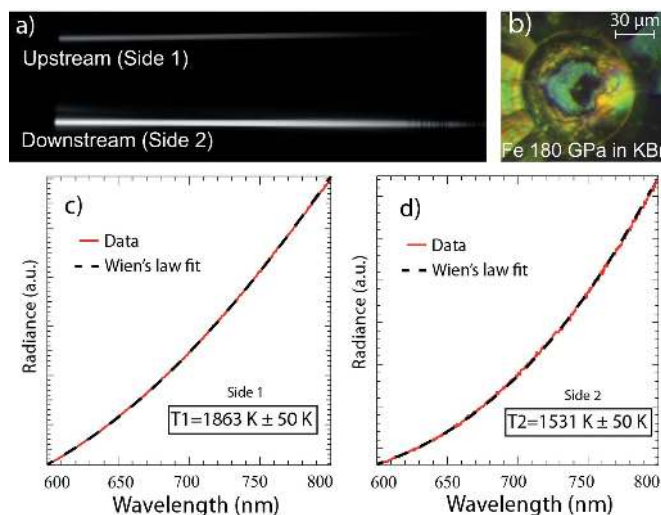 a)
Upstream (Side 1)
Downstream (Side 2)
b)
30 µm
Fe 180 GPa in KBr
c)
Data
Wien's law fit
Radiance (a.u.)
Side 1
T1=1863 K ± 50 K
600 650 700 750 800
Wavelength (nm)
d)
Data
Wien's law fit
Radiance (a.u.)
Side 2
T2=1531 K ± 50 K
600 650 700 750 800
Wavelength (nm)